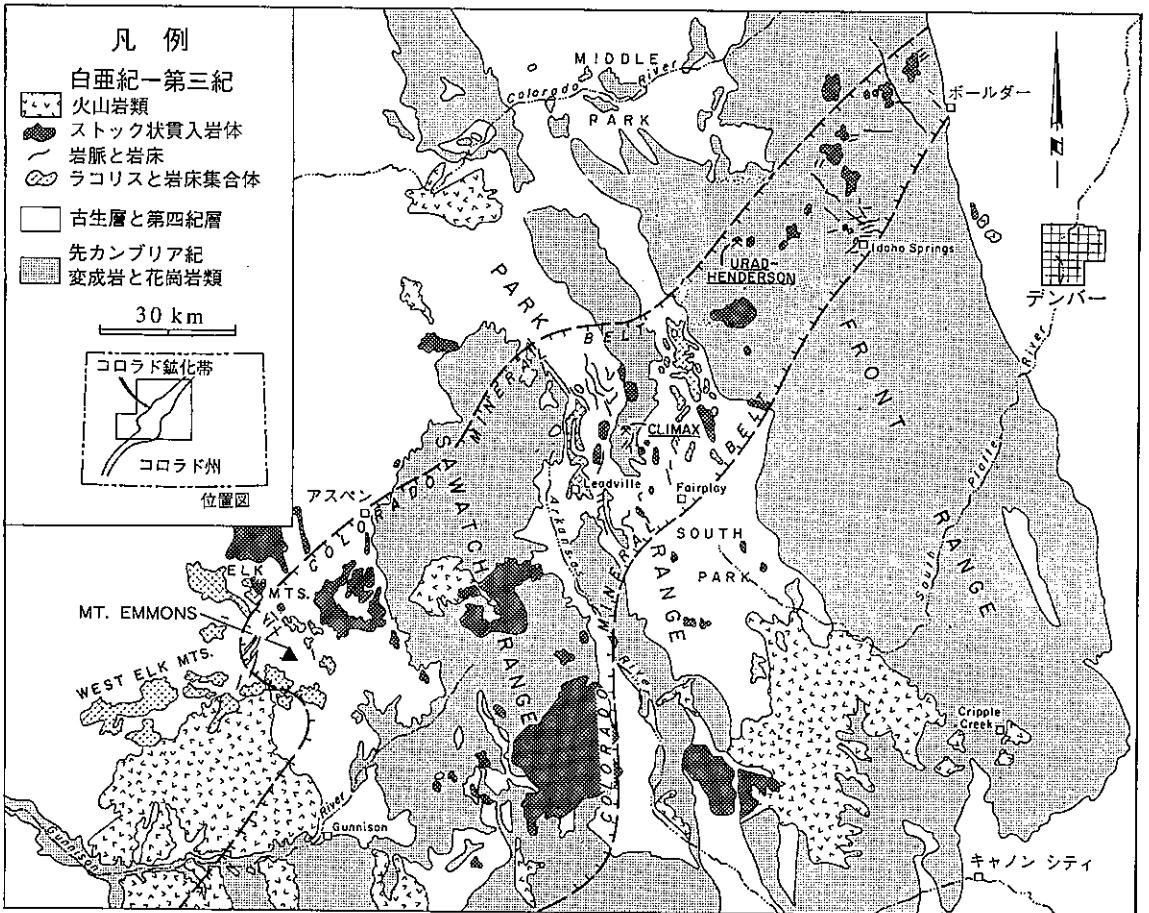 凡 例
白亜紀ー第三紀
火山岩類
ストック状貫入岩体
岩脈と岩床
ラコリスと岩床集合体
古生層と第四紀層
先カンブリア紀
変成岩と花崗岩類
30 km
コロラド鉱化帯
コロラド州
位置図
MIDDLE
Colorado River
PARK
ボールダー
N
Idaho Springs
URAD-
HENDERSON
デンバー
PARK
FRONT
RANGE
South Platte River
COLORADO MINERAL BELT
SAWATCH
RANGE
CLIMAX
Leadville
Fairplay
アスペン
Arkansas
River
SOUTH
PARK
RANGE
COLORADO MINERAL BELT
ELK
MTS.
MT. EMMONS
WEST ELK MTS.
Cripple
Creek
Gunnison
River
Gunnison
キャノン シティ